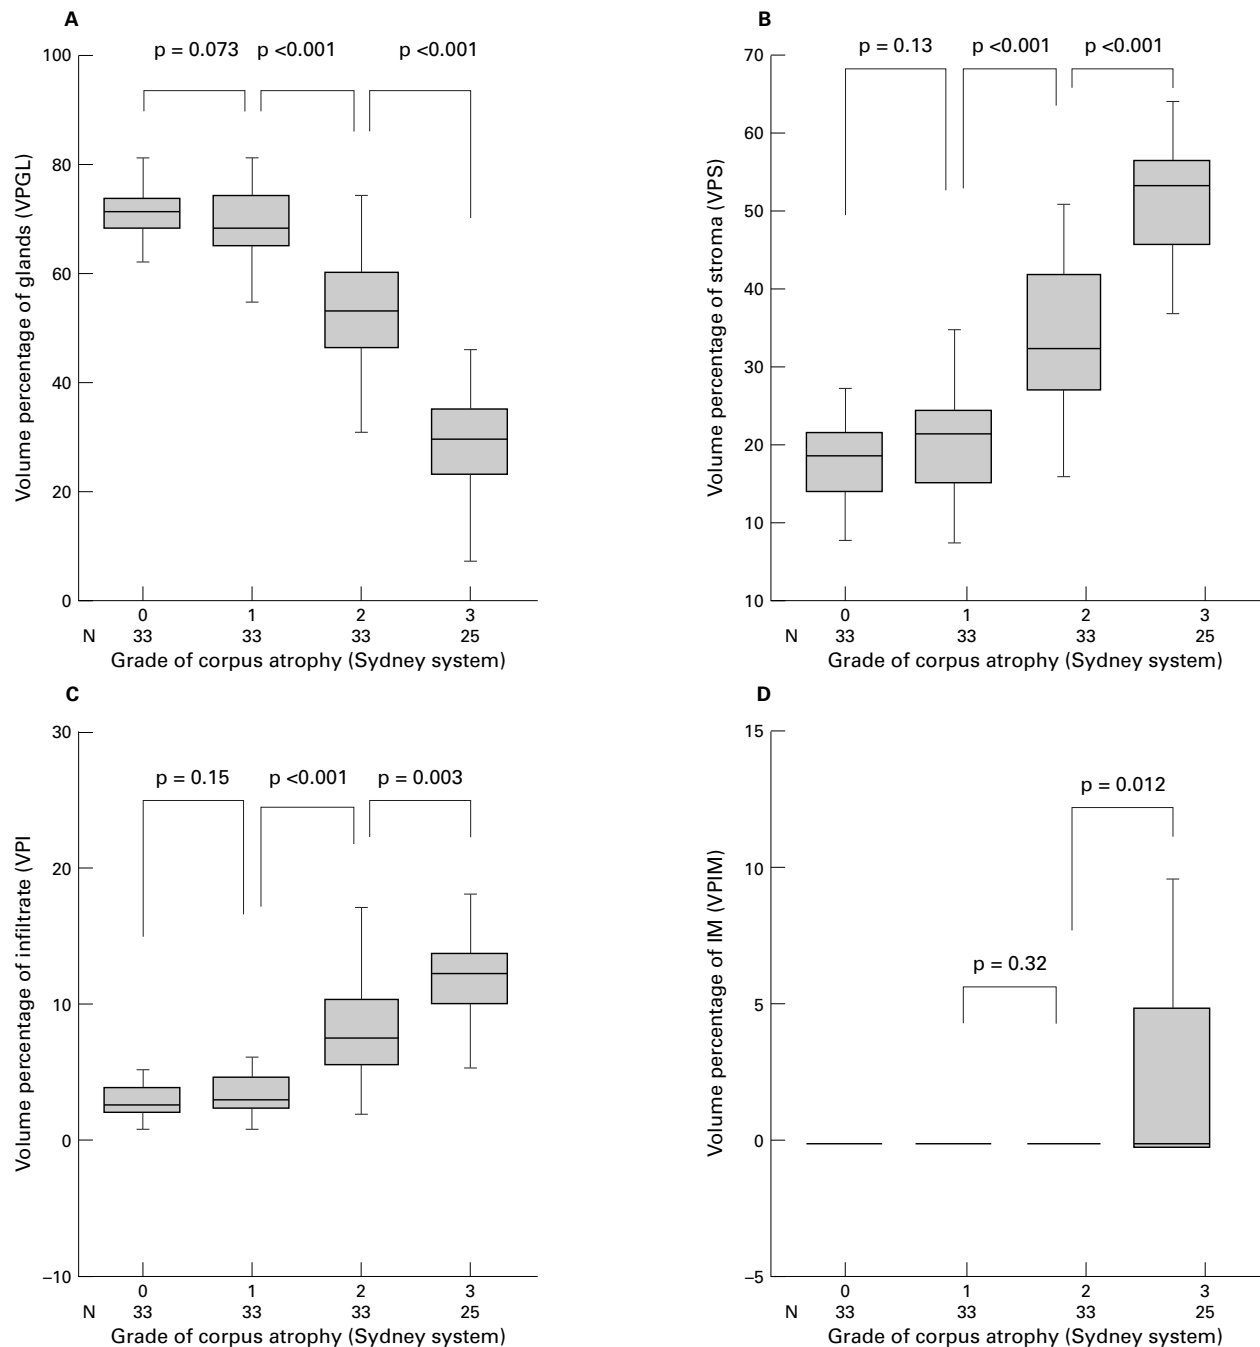 A
p = 0.073 p <0.001 p <0.001
100
80
60
40
20
0
Volume percentage of glands (VPGL)
0 1 2 3
N 33 33 33 25
Grade of corpus atrophy (Sydney system)
B
p = 0.13 p <0.001 p <0.001
70
60
50
40
30
20
10
10
Volume percentage of stroma (VPS)
0 1 2 3
N 33 33 33 25
Grade of corpus atrophy (Sydney system)
C
p = 0.15 p <0.001 p = 0.003
30
20
10
0
–10
Volume percentage of infiltrate (VPI
0 1 2 3
N 33 33 33 25
Grade of corpus atrophy (Sydney system)
D
p = 0.012
p = 0.32
15
10
5
0
–5
Volume percentage of IM (VPIM)
0 1 2 3
N 33 33 33 25
Grade of corpus atrophy (Sydney system)